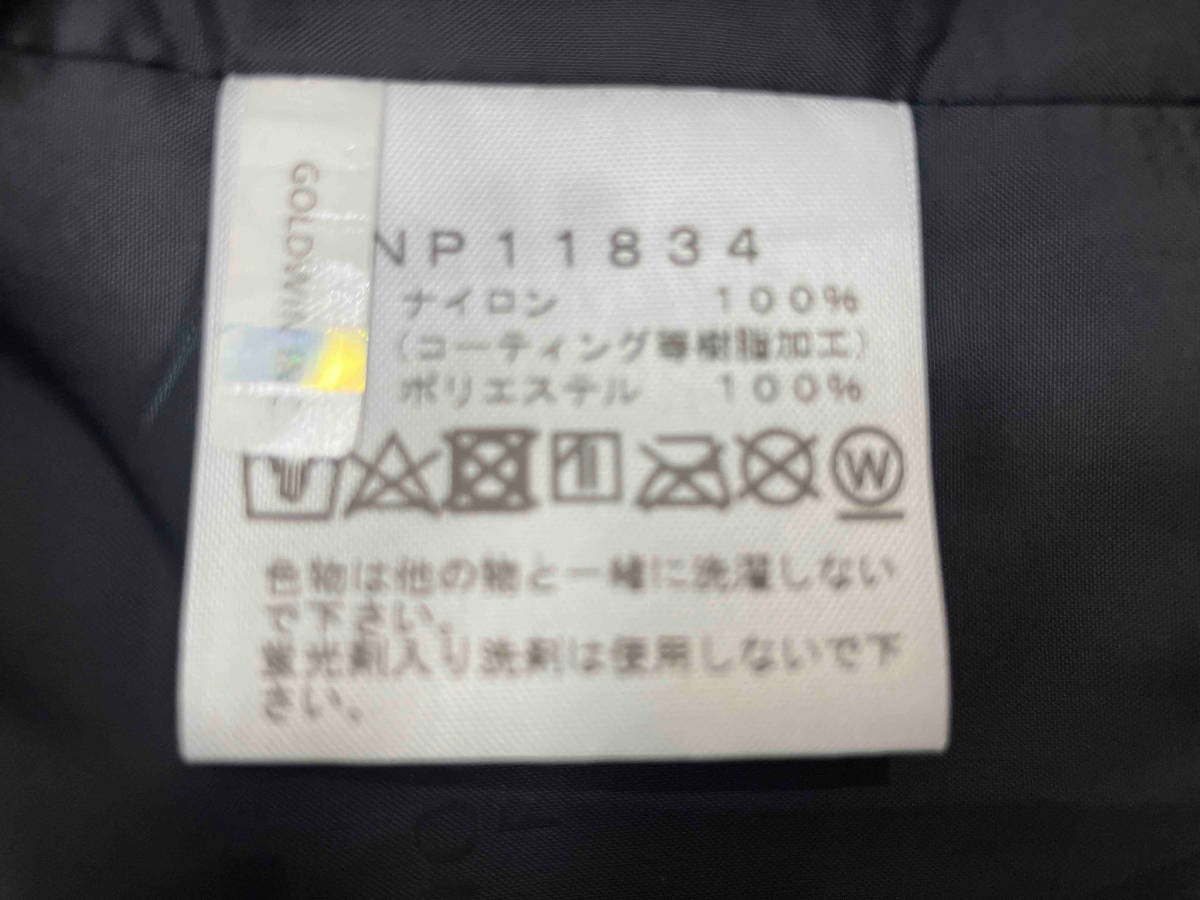 GOLDWIN
NP11834
ナイロン 100%
(コーティング等樹脂加工)
ポリエステル 100%
W
色物は他の物と一緒に洗濯しない
で下さい。
蛍光剤入り洗剤は使用しないで下
さい。